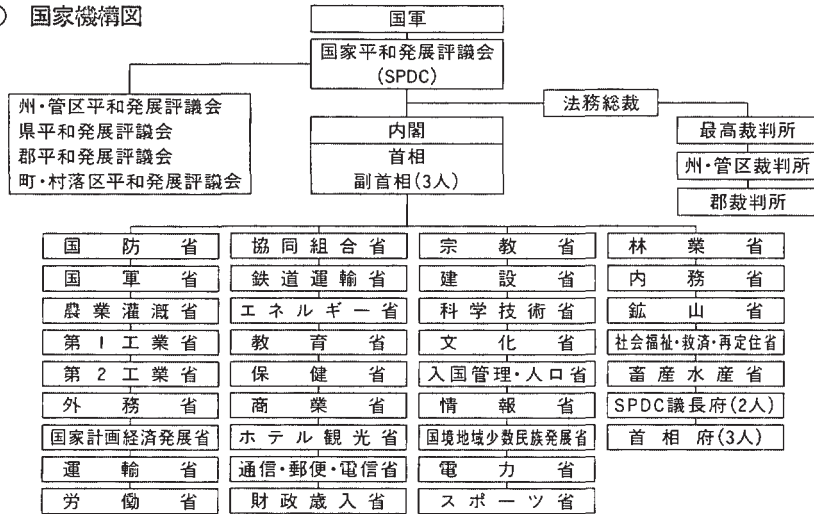 国家機構図
国軍
国家平和発展評議会
(SPDC)
州・管区平和発展評議会
県平和発展評議会
郡平和発展評議会
町・村落区平和発展評議会
内閣
首相
副首相(3人)
法務総裁
最高裁判所
州・管区裁判所
郡裁判所
国防省
国軍省
農業灌漑省
第1工業省
第2工業省
外務省
国家計画経済発展省
運輸省
労働省
協同組合省
鉄道運輸省
エネルギー省
教育省
保健省
商業省
ホテル観光省
通信・郵便・電信省
財政歳入省
宗教省
建設省
科学技術省
文化省
入国管理・人口省
情報省
国境地域少数民族発展省
電力省
スポーツ省
林業省
内務省
鉱山省
社会福祉・救済・再定住省
畜産水産省
SPDC議長府(2人)
首相府(3人)